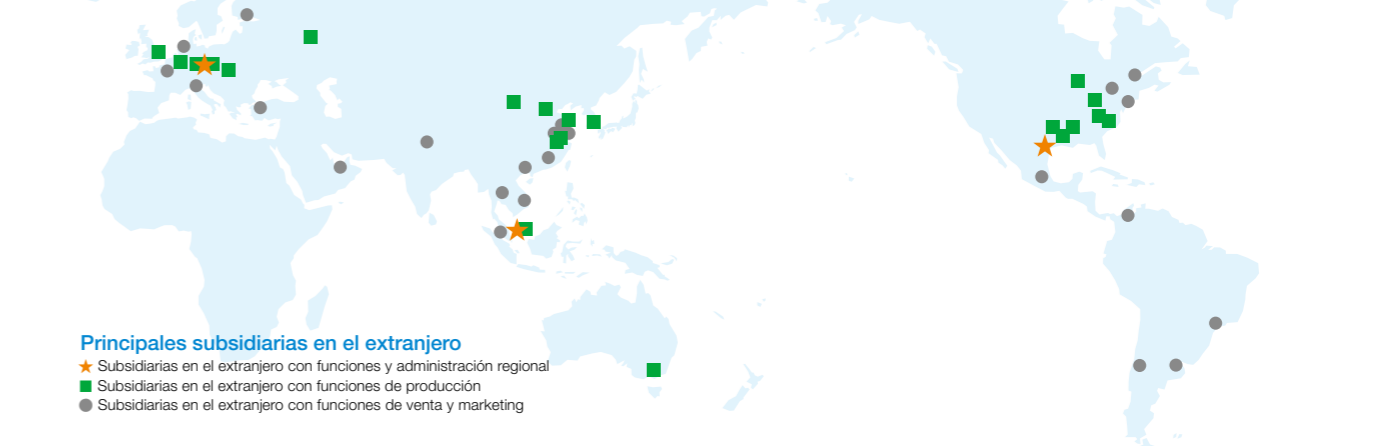 Principales subsidiarias en el extranjero
Subsidiarias en el extranjero con funciones y administración regional
Subsidiarias en el extranjero con funciones de producción
Subsidiarias en el extranjero con funciones de venta y marketing